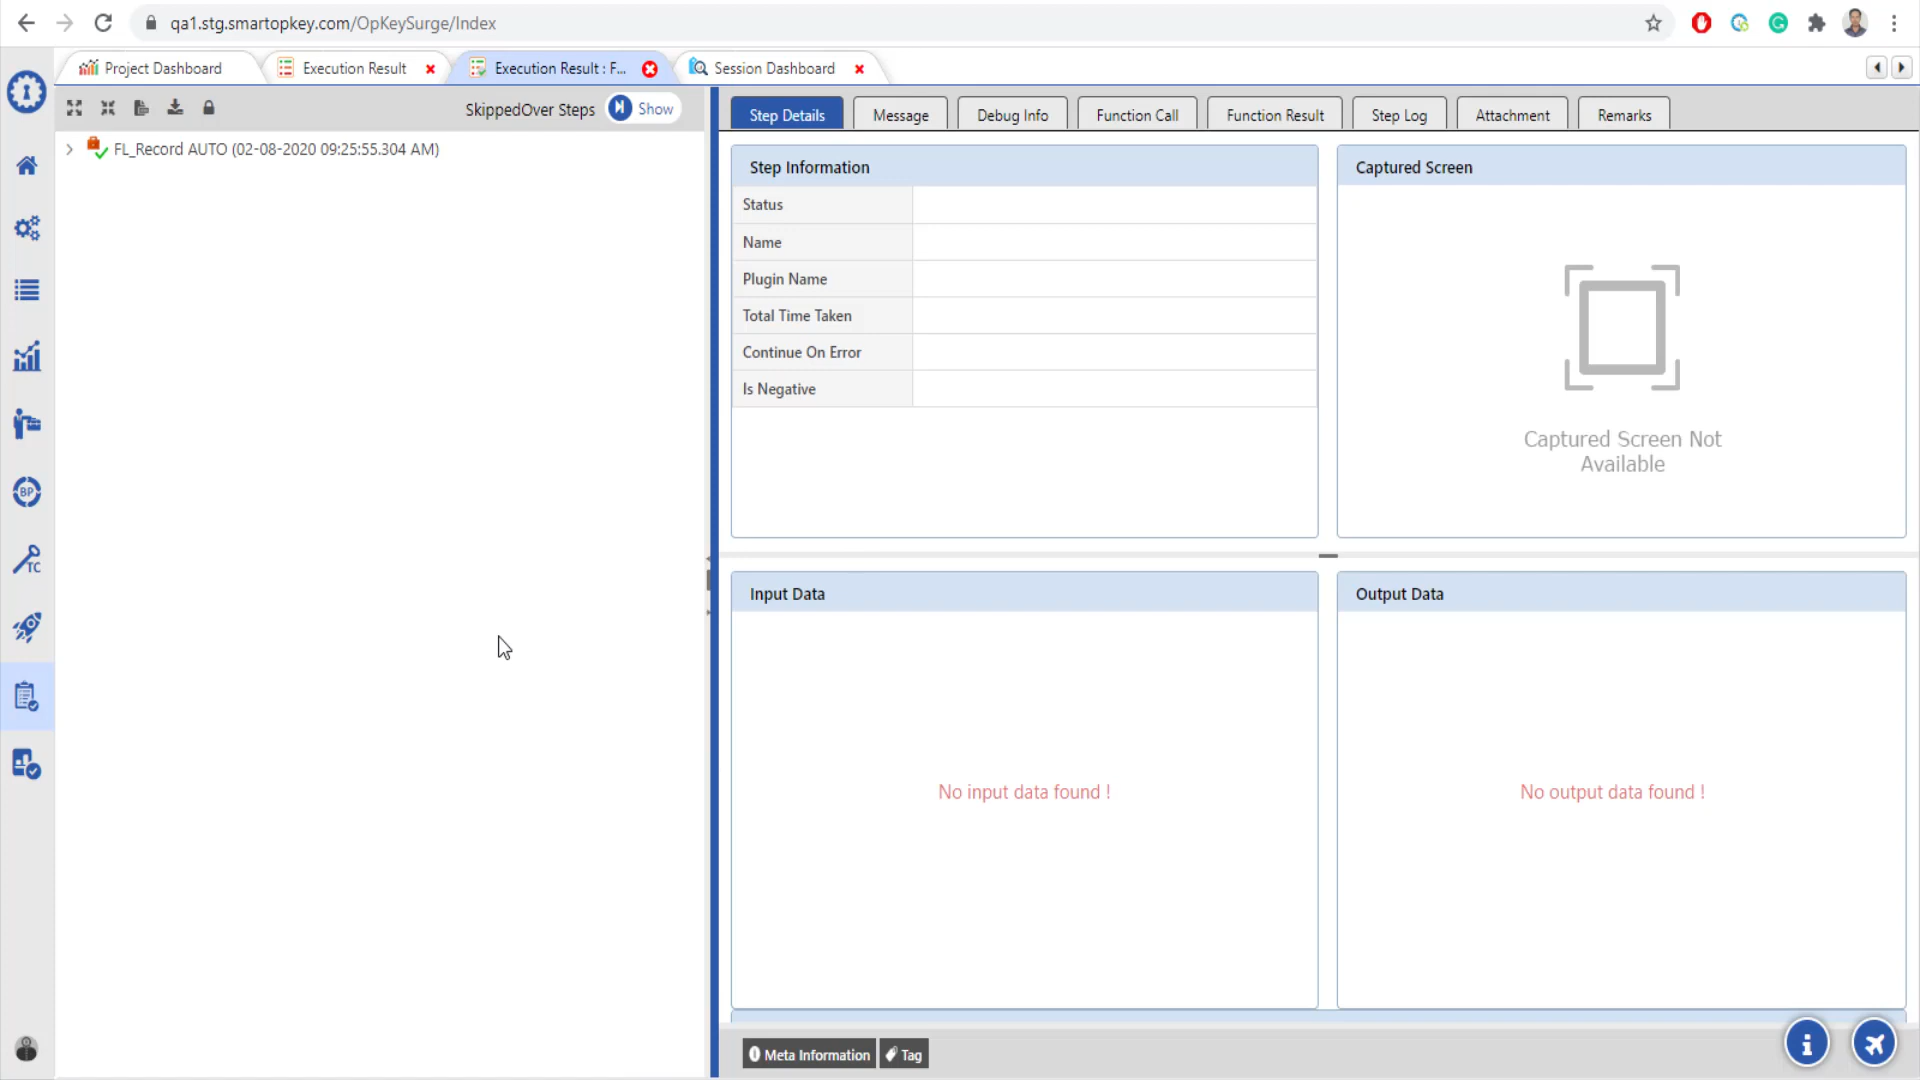 qa1.stg.smartopkey.com/OpKeySurge/Index
Project Dashboard
Execution Result
Execution Result : F...
Session Dashboard
SkippedOver Steps
Show
FL_Record AUTO (02-08-2020 09:25:55.304 AM)
Step Details
Message
Debug Info
Function Call
Function Result
Step Log
Attachment
Remarks
Step Information
Status
Name
Plugin Name
Total Time Taken
Continue On Error
Is Negative
Captured Screen
Captured Screen Not
Available
Input Data
No input data found !
Output Data
No output data found !
BP
TC
Meta Information
Tag